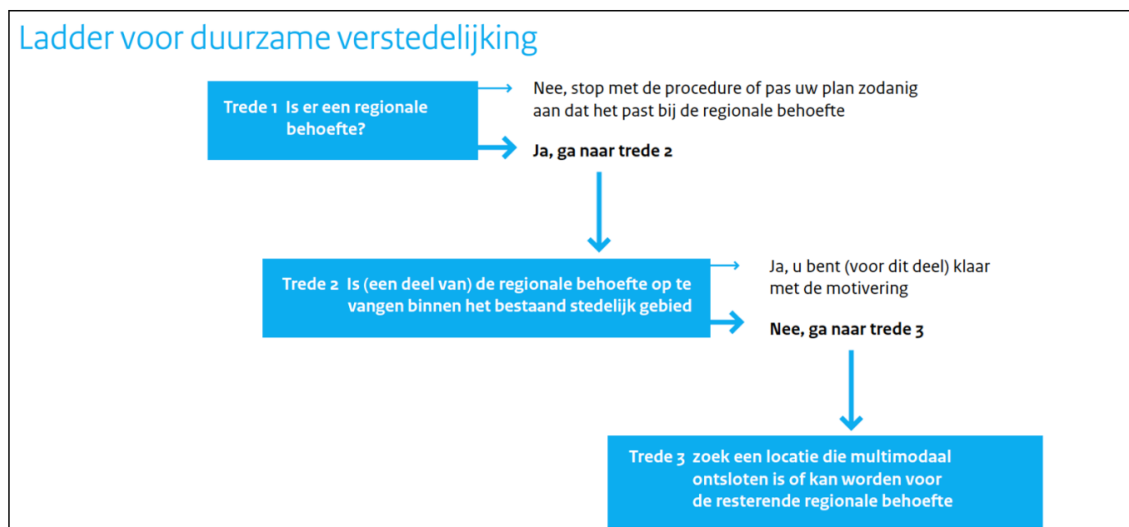 Ladder voor duurzame verstedelijking
Trede 1 Is er een regionale
behoefte?
Nee, stop met de procedure of pas uw plan zodanig
aan dat het past bij de regionale behoefte
Ja, ga naar trede 2
Trede 2 Is (een deel van) de regionale behoefte op te
vangen binnen het bestaand stedelijk gebied
Ja, u bent (voor dit deel) klaar
met de motivering
Nee, ga naar trede 3
Trede 3 zoek een locatie die multimodaal
ontsloten is of kan worden voor
de resterende regionale behoefte